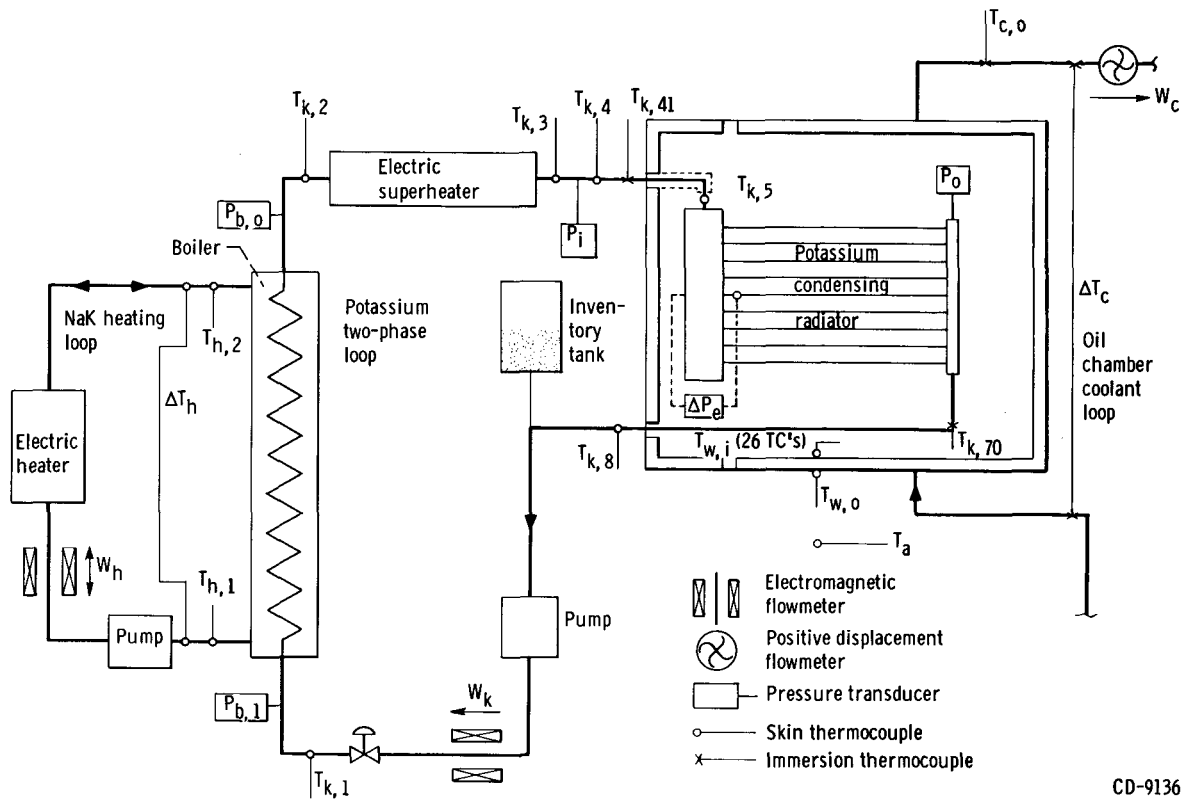 T_c,o
W_c
T_k,2
T_k,3
T_k,4
T_k,41
Electric
superheater
P_b,o
P_i
T_k,5
P_o
Boiler
Potassium
condensing
radiator
NaK heating
loop
T_h,2
Potassium
two-phase
loop
Inven-
tory
tank
ΔT_c
Oil
chamber
coolant
loop
ΔT_h
ΔP_e
Electric
heater
T_k,8
T_w,i (26 TC's)
T_k,70
T_w,o
T_a
W_h
T_h,1
Pump
Pump
P_b,1
W_k
T_k,1
Electromagnetic
flowmeter
Positive displacement
flowmeter
Pressure transducer
Skin thermocouple
Immersion thermocouple
CD-9136